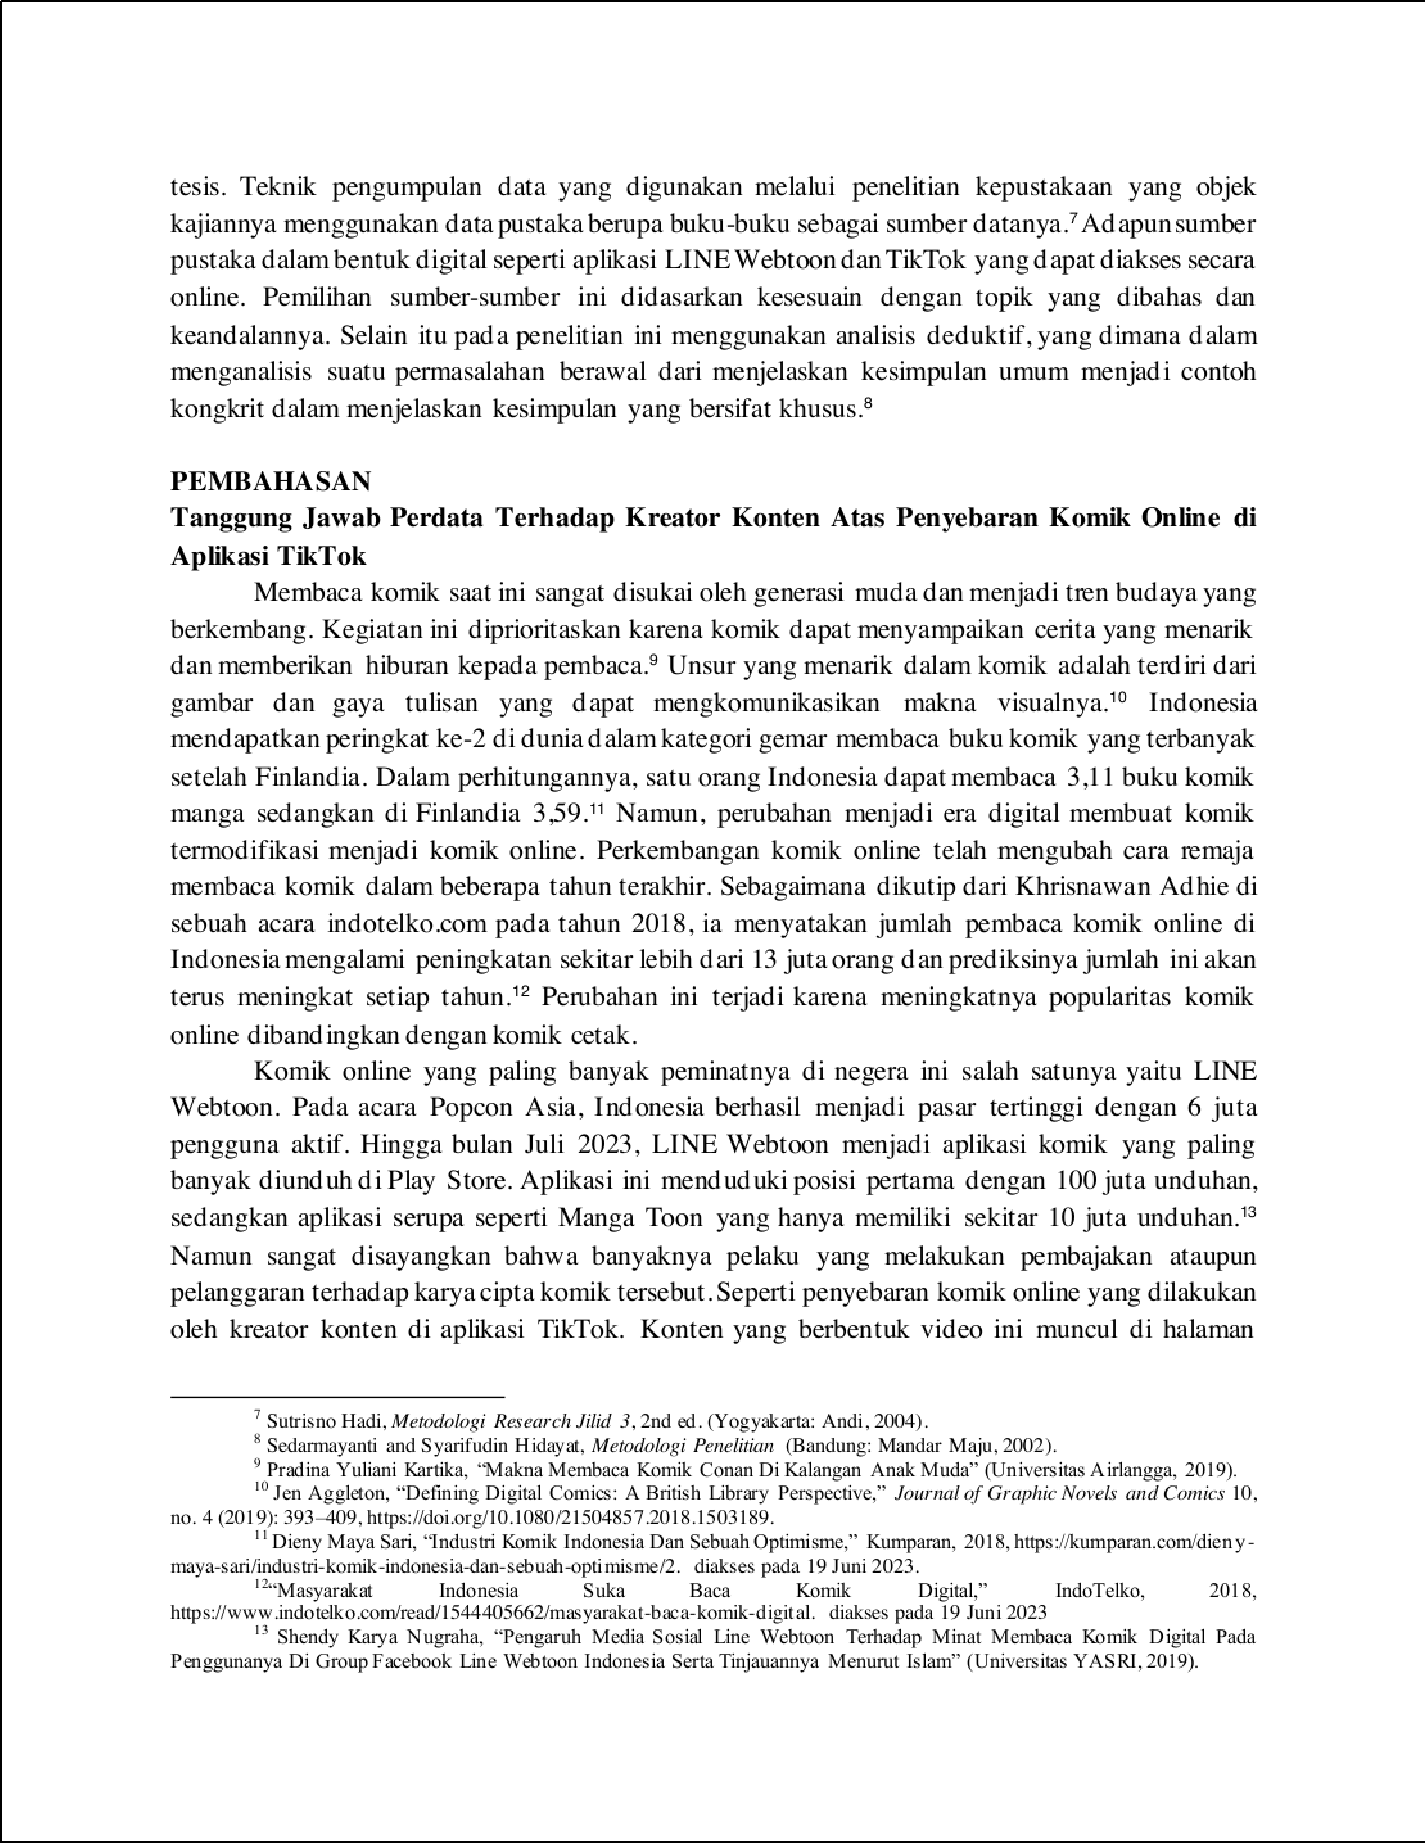 tesis. Teknik pengumpulan data yang digunakan melalui penelitian kepustakaan yang objek
kajiannya menggunakan data pustaka berupa buku-buku sebagai sumber datanya.⁷ Adapun sumber
pustaka dalam bentuk digital seperti aplikasi LINE Webtoon dan TikTok yang dapat diakses secara
online. Pemilihan sumber-sumber ini didasarkan kesesuain dengan topik yang dibahas dan
keandalannya. Selain itu pada penelitian ini menggunakan analisis deduktif, yang dimana dalam
menganalisis suatu permasalahan berawal dari menjelaskan kesimpulan umum menjadi contoh
kongkrit dalam menjelaskan kesimpulan yang bersifat khusus.⁸
PEMBAHASAN
Tanggung Jawab Perdata Terhadap Kreator Konten Atas Penyebaran Komik Online di
Aplikasi TikTok
Membaca komik saat ini sangat disukai oleh generasi muda dan menjadi tren budaya yang
berkembang. Kegiatan ini diprioritaskan karena komik dapat menyampaikan cerita yang menarik
dan memberikan hiburan kepada pembaca.⁹ Unsur yang menarik dalam komik adalah terdiri dari
gambar dan gaya tulisan yang dapat mengkomunikasikan makna visualnya.¹⁰ Indonesia
mendapatkan peringkat ke-2 di dunia dalam kategori gemar membaca buku komik yang terbanyak
setelah Finlandia. Dalam perhitungannya, satu orang Indonesia dapat membaca 3,11 buku komik
manga sedangkan di Finlandia 3,59.¹¹ Namun, perubahan menjadi era digital membuat komik
termodifikasi menjadi komik online. Perkembangan komik online telah mengubah cara remaja
membaca komik dalam beberapa tahun terakhir. Sebagaimana dikutip dari Khrisnawan Adhie di
sebuah acara indotelko.com pada tahun 2018, ia menyatakan jumlah pembaca komik online di
Indonesia mengalami peningkatan sekitar lebih dari 13 juta orang dan prediksinya jumlah ini akan
terus meningkat setiap tahun.¹² Perubahan ini terjadi karena meningkatnya popularitas komik
online dibandingkan dengan komik cetak.
Komik online yang paling banyak peminatnya di negera ini salah satunya yaitu LINE
Webtoon. Pada acara Popcon Asia, Indonesia berhasil menjadi pasar tertinggi dengan 6 juta
pengguna aktif. Hingga bulan Juli 2023, LINE Webtoon menjadi aplikasi komik yang paling
banyak diunduh di Play Store. Aplikasi ini menduduki posisi pertama dengan 100 juta unduhan,
sedangkan aplikasi serupa seperti Manga Toon yang hanya memiliki sekitar 10 juta unduhan.¹³
Namun sangat disayangkan bahwa banyaknya pelaku yang melakukan pembajakan ataupun
pelanggaran terhadap karya cipta komik tersebut. Seperti penyebaran komik online yang dilakukan
oleh kreator konten di aplikasi TikTok. Konten yang berbentuk video ini muncul di halaman
⁷ Sutrisno Hadi, Metodologi Research Jilid 3, 2nd ed. (Yogyakarta: Andi, 2004).
⁸ Sedarmayanti and Syarifudin Hidayat, Metodologi Penelitian (Bandung: Mandar Maju, 2002).
⁹ Pradina Yuliani Kartika, “Makna Membaca Komik Conan Di Kalangan Anak Muda” (Universitas Airlangga, 2019).
¹⁰ Jen Aggleton, “Defining Digital Comics: A British Library Perspective,” Journal of Graphic Novels and Comics 10,
no. 4 (2019): 393–409, https://doi.org/10.1080/21504857.2018.1503189.
¹¹ Dieny Maya Sari, “Industri Komik Indonesia Dan Sebuah Optimisme,” Kumparan, 2018, https://kumparan.com/dieny-
maya-sari/industri-komik-indonesia-dan-sebuah-optimisme/2. diakses pada 19 Juni 2023.
¹²“Masyarakat Indonesia Suka Baca Komik Digital,” IndoTelko, 2018,
https://www.indotelko.com/read/1544405662/masyarakat-baca-komik-digital. diakses pada 19 Juni 2023
¹³ Shendy Karya Nugraha, “Pengaruh Media Sosial Line Webtoon Terhadap Minat Membaca Komik Digital Pada
Penggunanya Di Group Facebook Line Webtoon Indonesia Serta Tinjauannya Menurut Islam” (Universitas YASRI, 2019).